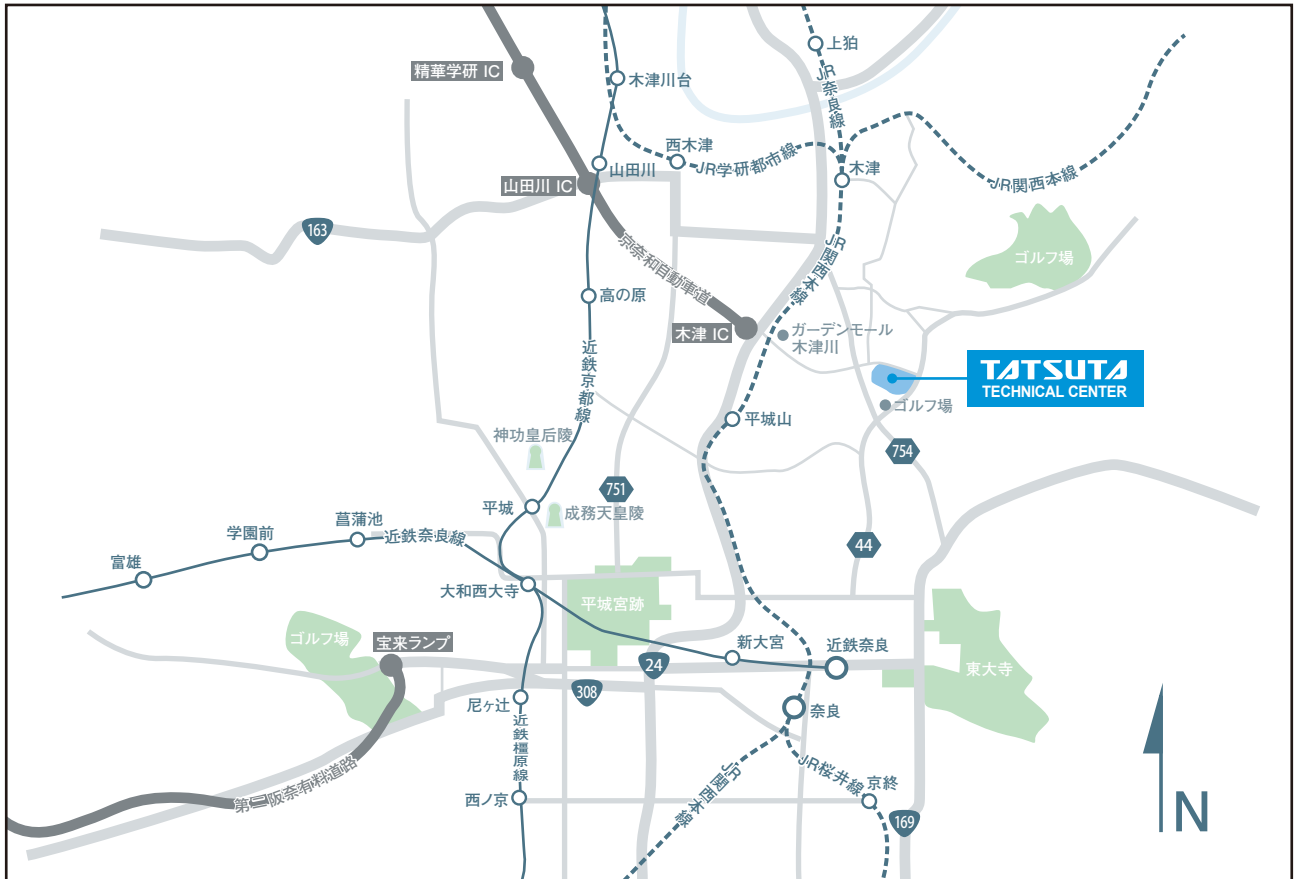 上狛
精華学研 IC
木津川台
JR奈良線
西木津
JR学研都市線
木津
山田川
山田川 IC
JR関西本線
163
京奈和自動車道
JR関西本線
ゴルフ場
高の原
木津 IC
ガーデンモール
木津川
近鉄京都線
TATSUTA
TECHNICAL CENTER
ゴルフ場
平城山
神功皇后陵
754
751
平城
成務天皇陵
菖蒲池
学園前
近鉄奈良線
44
富雄
大和西大寺
平城宮跡
ゴルフ場
宝来ランプ
新大宮
近鉄奈良
24
東大寺
308
尼ヶ辻
奈良
近鉄橿原線
JR関西本線
JR桜井線
京終
第二阪奈有料道路
西ノ京
169
N